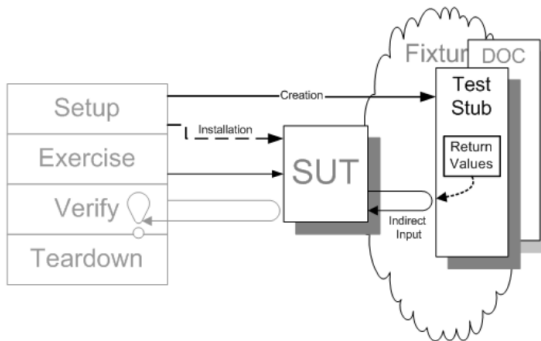 Setup
Exercise
Verify
Teardown
Creation
Installation
SUT
Indirect
Input
Fixtur
DOC
Test
Stub
Return
Values